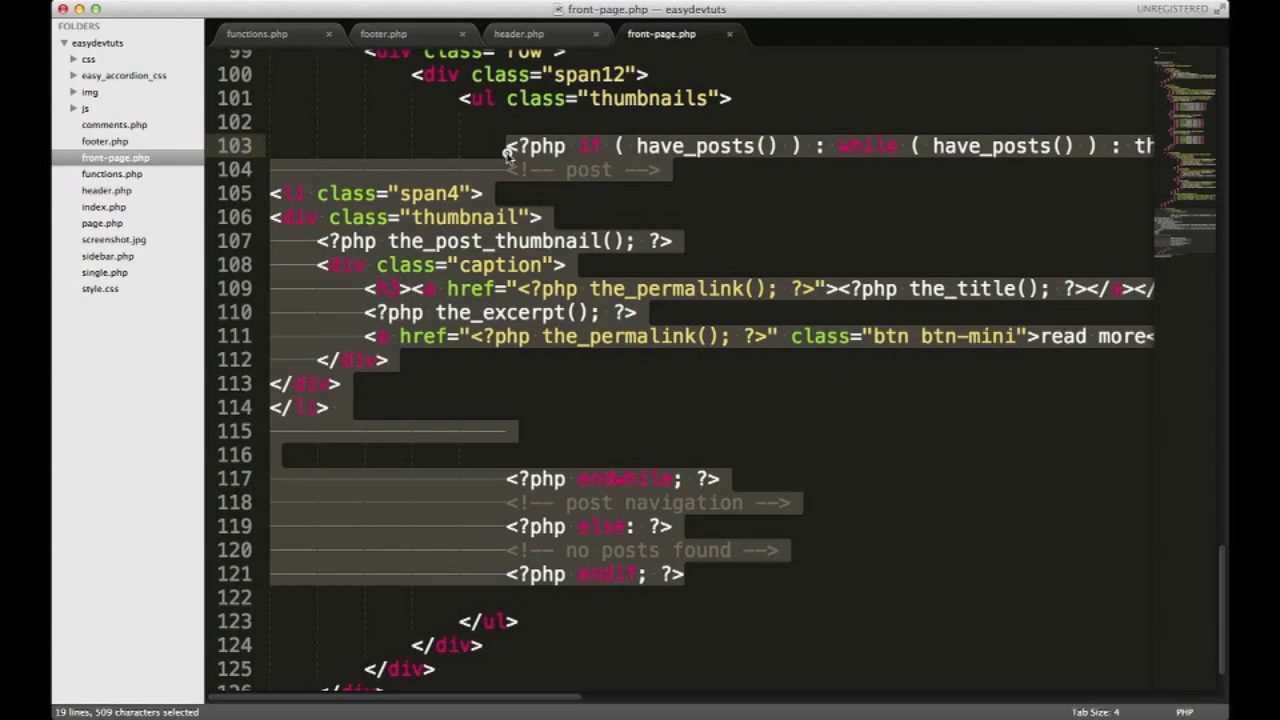 front-page.php — easydevtuts
UNREGISTERED
FOLDERS
easydevtuts
css
easy_accordion_css
img
js
comments.php
footer.php
front-page.php
functions.php
header.php
index.php
page.php
screenshot.jpg
sidebar.php
single.php
style.css
functions.php × footer.php × header.php × front-page.php ×
99 <div class="row">
100 <div class="span12">
101 <ul class="thumbnails">
102
103 <?php if ( have_posts() ) : while ( have_posts() ) : th
104 <!-- post -->
105 <li class="span4">
106 <div class="thumbnail">
107 <?php the_post_thumbnail(); ?>
108 <div class="caption">
109 <h3><a href="<?php the_permalink(); ?>"><?php the_title(); ?></a></
110 <?php the_excerpt(); ?>
111 <a href="<?php the_permalink(); ?>" class="btn btn-mini">read more<
112 </div>
113 </div>
114 </li>
115
116
117 <?php endwhile; ?>
118 <!-- post navigation -->
119 <?php else: ?>
120 <!-- no posts found -->
121 <?php endif; ?>
122
123 </ul>
124 </div>
125 </div>
126 </div>
19 lines, 509 characters selected
Tab Size: 4
PHP